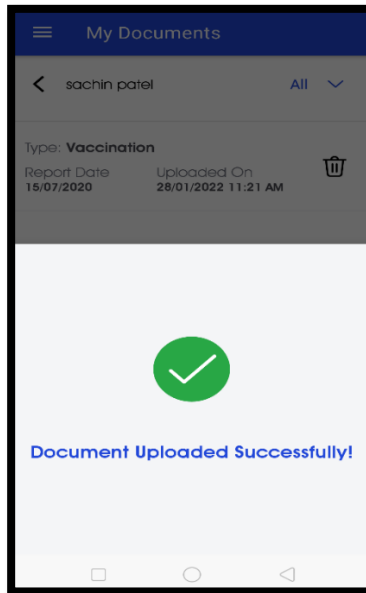 My Documents
sachin patel All
Type: Vaccination
Report Date Uploaded On
15/07/2020 28/01/2022 11:21 AM
Document Uploaded Successfully!